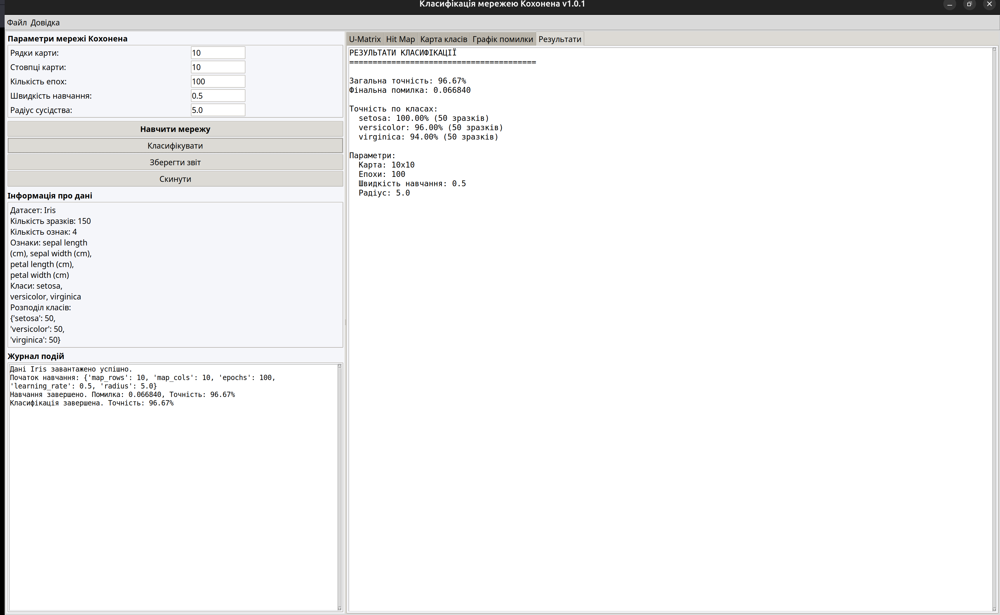 Класифікація мережею Кохонена v1.0.1
Файл Довідка
Параметри мережі Кохонена
Рядки карти: 10
Стовпці карти: 10
Кількість епох: 100
Швидкість навчання: 0.5
Радіус сусідства: 5.0
Навчити мережу
Класифікувати
Зберегти звіт
Скинути
Інформація про дані
Датасет: Iris
Кількість зразків: 150
Кількість ознак: 4
Ознаки: sepal length
(cm), sepal width (cm),
petal length (cm),
petal width (cm)
Класи: setosa,
versicolor, virginica
Розподіл класів:
{'setosa': 50,
'versicolor': 50,
'virginica': 50}
Журнал подій
Дані Iris завантажено успішно.
Початок навчання: {'map_rows': 10, 'map_cols': 10, 'epochs': 100,
'learning_rate': 0.5, 'radius': 5.0}
Навчання завершено. Помилка: 0.066840, Точність: 96.67%
Класифікація завершена. Точність: 96.67%
U-Matrix Hit Map Карта класів Графік помилки Результати
РЕЗУЛЬТАТИ КЛАСИФІКАЦІЇ
========================================
Загальна точність: 96.67%
Фінальна помилка: 0.066840
Точність по класах:
setosa: 100.00% (50 зразків)
versicolor: 96.00% (50 зразків)
virginica: 94.00% (50 зразків)
Параметри:
Карта: 10x10
Епохи: 100
Швидкість навчання: 0.5
Радіус: 5.0